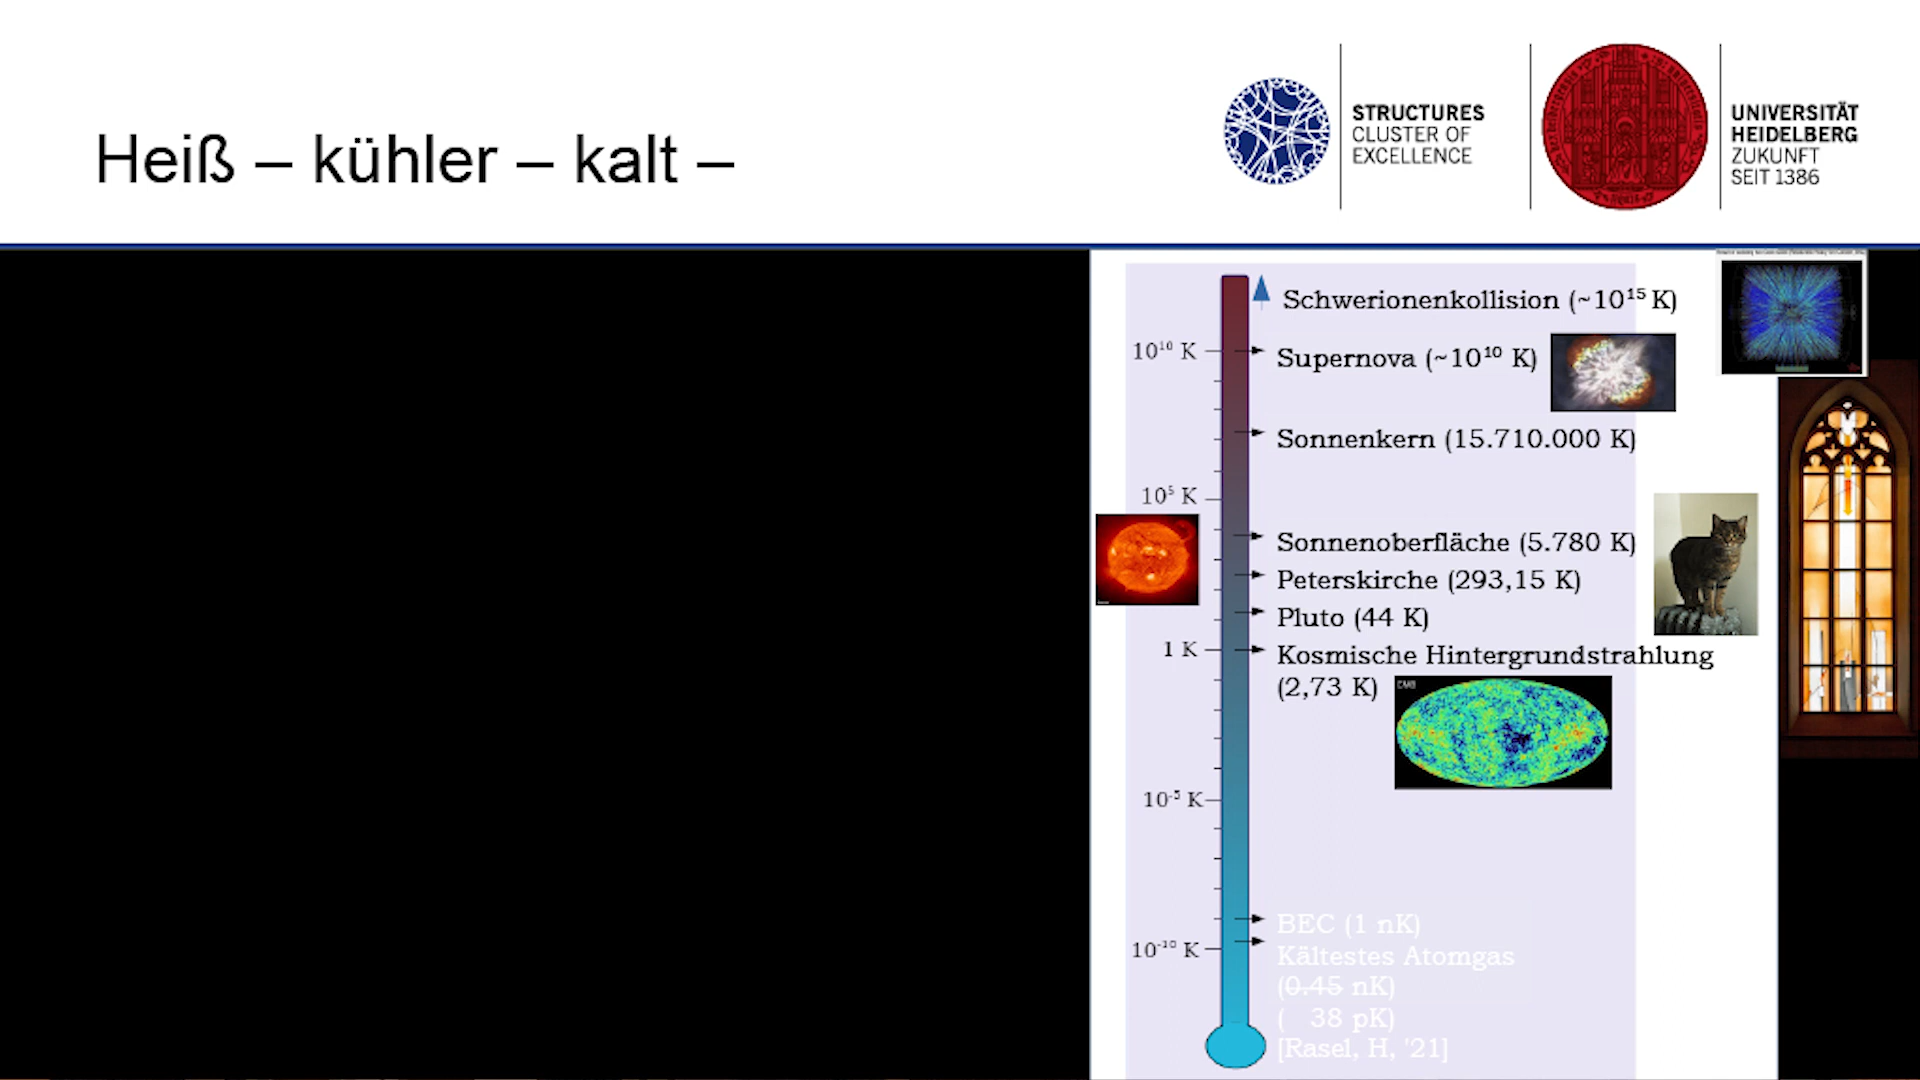 Heiß – kühler – kalt –
STRUCTURES
CLUSTER OF
EXCELLENCE
UNIVERSITÄT
HEIDELBERG
ZUKUNFT
SEIT 1386
Schwerionenkollision (~10¹⁵ K)
10¹⁰ K
Supernova (~10¹⁰ K)
Sonnenkern (15.710.000 K)
10⁵ K
Sonnenoberfläche (5.780 K)
Peterskirche (293,15 K)
Pluto (44 K)
1 K
Kosmische Hintergrundstrahlung
(2,73 K)
CMB
10⁻⁵ K
BEC (1 nK)
10⁻¹⁰ K
Kältestes Atomgas
(0.45 nK)
( 38 pK)
[Rasel, H, '21]